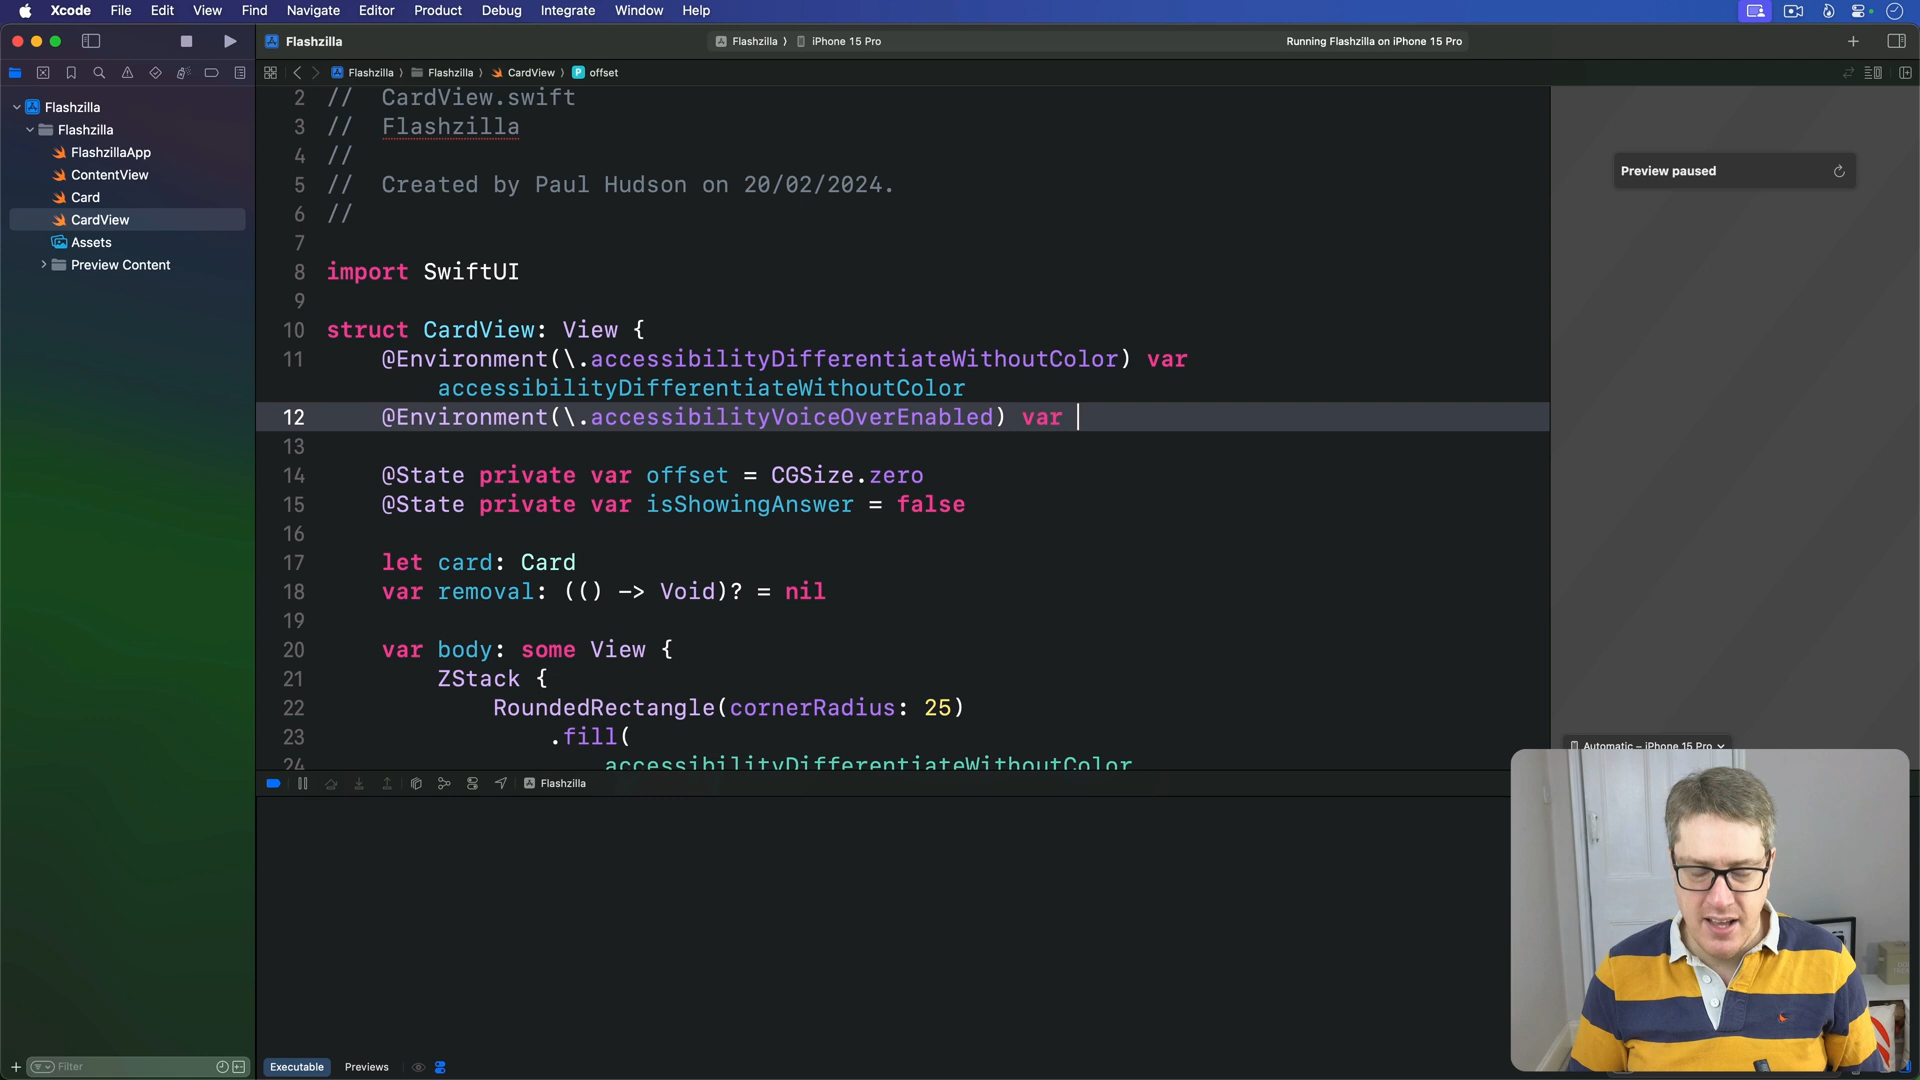 Xcode File Edit View Find Navigate Editor Product Debug Integrate Window Help
Flashzilla
Flashzilla 〉 iPhone 15 Pro
Running Flashzilla on iPhone 15 Pro
Flashzilla 〉 Flashzilla 〉 CardView 〉 P offset
Flashzilla
Flashzilla
FlashzillaApp
ContentView
Card
CardView
Assets
Preview Content
2 // CardView.swift
3 // Flashzilla
4 //
5 // Created by Paul Hudson on 20/02/2024.
6 //
7
8 import SwiftUI
9
10 struct CardView: View {
11 @Environment(\.accessibilityDifferentiateWithoutColor) var
accessibilityDifferentiateWithoutColor
12 @Environment(\.accessibilityVoiceOverEnabled) var
13
14 @State private var offset = CGSize.zero
15 @State private var isShowingAnswer = false
16
17 let card: Card
18 var removal: (() -> Void)? = nil
19
20 var body: some View {
21 ZStack {
22 RoundedRectangle(cornerRadius: 25)
23 .fill(
24 accessibilityDifferentiateWithoutColor
Preview paused
Automatic – iPhone 15 Pro
Flashzilla
Filter
Executable
Previews